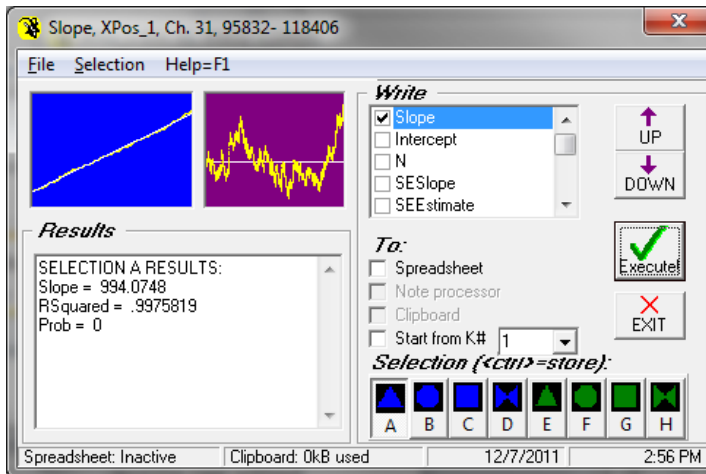 Slope, XPos_1, Ch. 31, 95832- 118406
x
File Selection Help=F1
Write
Slope
Intercept
N
SESlope
SEEstimate
UP
DOWN
Results
SELECTION A RESULTS:
Slope = 994.0748
RSquared = .9975819
Prob = 0
To:
Spreadsheet
Note processor
Clipboard
Start from K# 1
Execute!
EXIT
Selection (<ctrl>=store):
A B C D E F G H
Spreadsheet: Inactive Clipboard: 0kB used 12/7/2011 2:56 PM